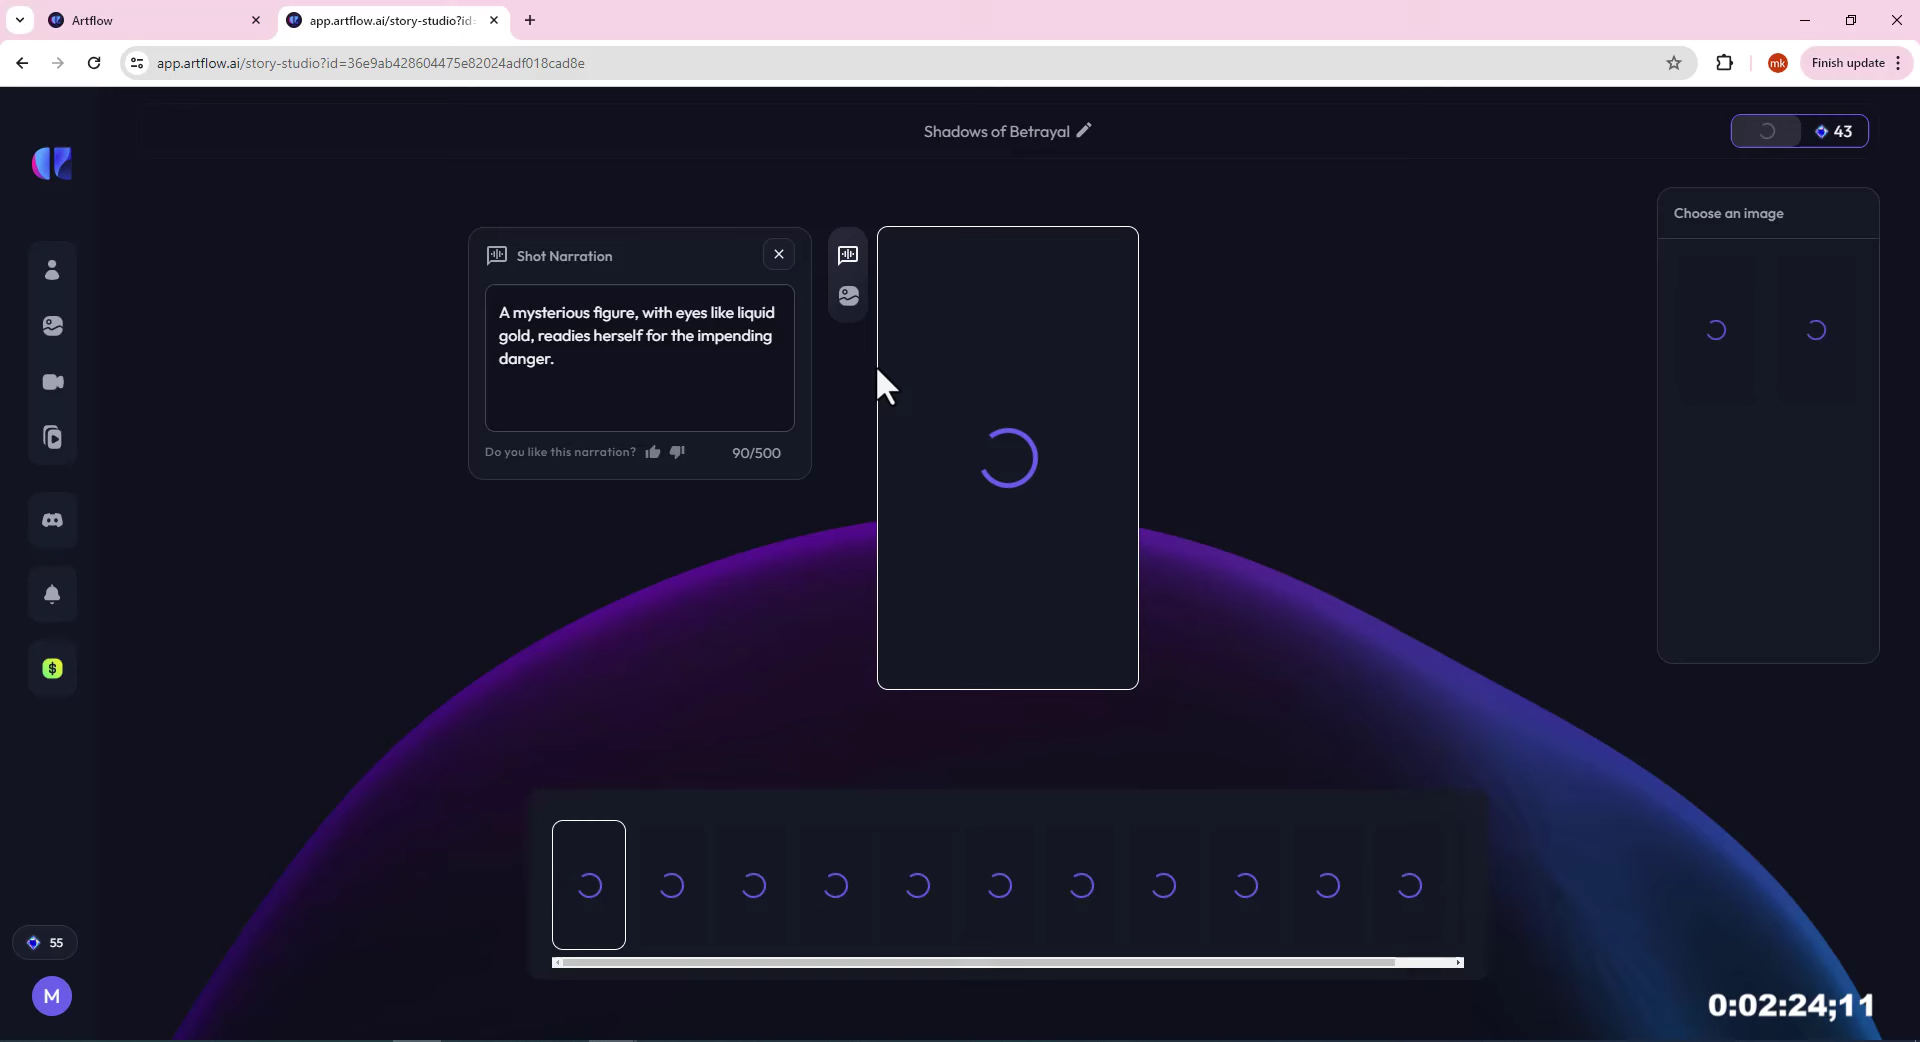 Artflow
app.artflow.ai/story-studio?id=
app.artflow.ai/story-studio?id=36e9ab428604475e82024adf018cad8e
mk
Finish update
Shadows of Betrayal
43
Choose an image
Shot Narration
A mysterious figure, with eyes like liquid
gold, readies herself for the impending
danger.
Do you like this narration?
90/500
$
55
M
0:02:24;11